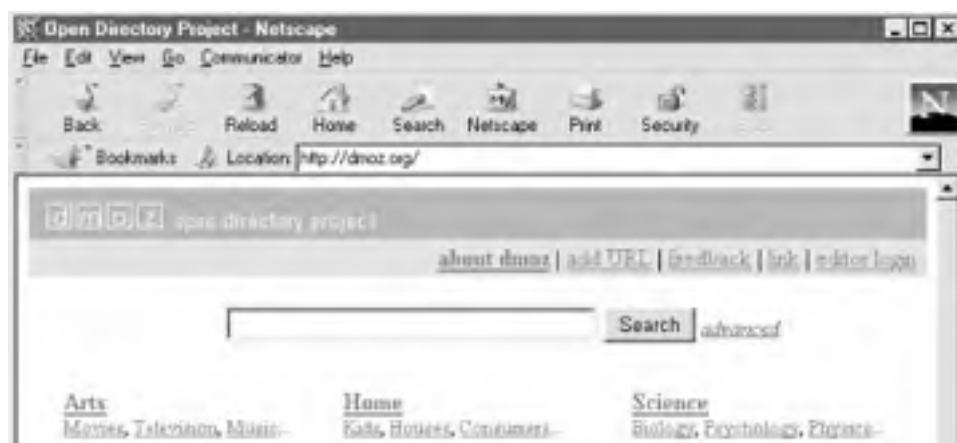 Open Directory Project - Netscape
File Edit View Go Communicator Help
Back Reload Home Search Netscape Print Security
Bookmarks Location: http://dmoz.org/
dmoz open directory project
about dmoz | add URL | feedback | link | editor login
Search advanced
Arts Home Science
Movies, Television, Music... Kids, Houses, Consumers... Biology, Psychology, Physics...